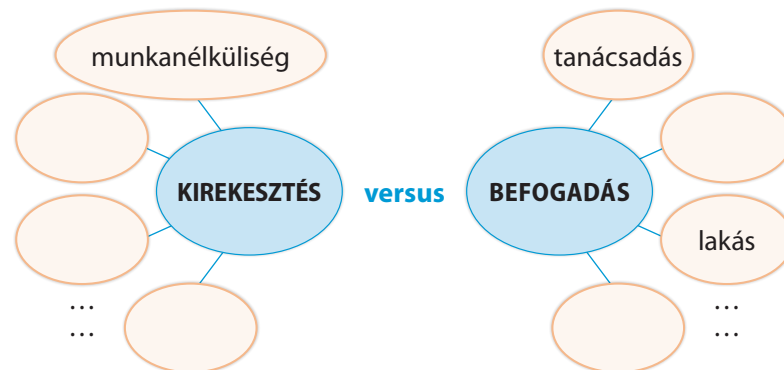 munkanélküliség
tanácsadás
KIREKESZTÉS versus BEFOGADÁS
lakás
... ...
... ...